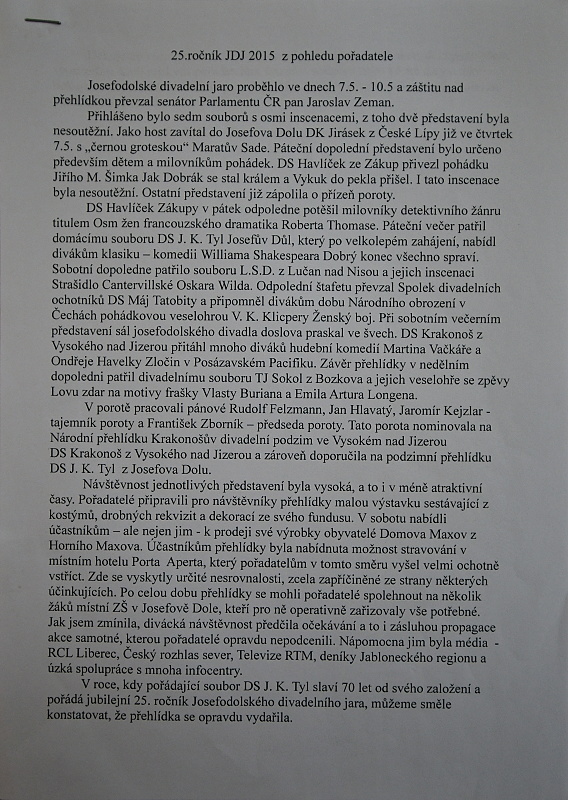 25.ročník JDJ 2015  z pohledu pořadatele
Josefodolské divadelní jaro proběhlo ve dnech 7.5. - 10.5 a záštitu nad
přehlídkou převzal senátor Parlamentu ČR pan Jaroslav Zeman.
Přihlášeno bylo sedm souborů s osmi inscenacemi, z toho dvě představení byla
nesoutěžní. Jako host zavítal do Josefova Dolu DK Jirásek z České Lípy již ve čtvrtek
7.5. s „černou groteskou“ Maratův Sade. Páteční dopolední představení bylo určeno
především dětem a milovníkům pohádek. DS Havlíček ze Zákup přivezl pohádku
Jiřího M. Šimka Jak Dobrák se stal králem a Vykuk do pekla přišel. I tato inscenace
byla nesoutěžní. Ostatní představení již zápolila o přízeň poroty.
DS Havlíček Zákupy v pátek odpoledne potěšil milovníky detektivního žánru
titulem Osm žen francouzského dramatika Roberta Thomase. Páteční večer patřil
domácímu souboru DS J. K. Tyl Josefův Důl, který po velkolepém zahájení, nabídl
divákům klasiku – komedii Williama Shakespeara Dobrý konec všechno spraví.
Sobotní dopoledne patřilo souboru L.S.D. z Lučan nad Nisou a jejich inscenaci
Strašidlo Cantervillské Oskara Wilda. Odpolední štafetu převzal Spolek divadelních
ochotníků DS Máj Tatobity a připomněl divákům dobu Národního obrození v
Čechách pohádkovou veselohrou V. K. Klicpery Ženský boj. Při sobotním večerním
představení sál josefodolského divadla doslova praskal ve švech. DS Krakonoš z
Vysokého nad Jizerou přitáhl mnoho diváků hudební komedií Martina Vačkáře a
Ondřeje Havelky Zločin v Posázavském Pacifiku. Závěr přehlídky v nedělním
dopoledni patřil divadelnímu souboru TJ Sokol z Bozkova a jejich veselohře se zpěvy
Lovu zdar na motivy frašky Vlasty Buriana a Emila Artura Longena.
V porotě pracovali pánové Rudolf Felzmann, Jan Hlavatý, Jaromír Kejzlar -
tajemník poroty a František Zborník – předseda poroty. Tato porota nominovala na
Národní přehlídku Krakonošův divadelní podzim ve Vysokém nad Jizerou
DS Krakonoš z Vysokého nad Jizerou a zároveň doporučila na podzimní přehlídku
DS J. K. Tyl  z Josefova Dolu.
Návštěvnost jednotlivých představení byla vysoká, a to i v méně atraktivní
časy. Pořadatelé připravili pro návštěvníky přehlídky malou výstavku sestávající z
kostýmů, drobných rekvizit a dekorací ze svého fundusu. V sobotu nabídli
účastníkům – ale nejen jim - k prodeji své výrobky obyvatelé Domova Maxov z
Horního Maxova. Účastníkům přehlídky byla nabídnuta možnost stravování v
místním hotelu Porta  Aperta, který pořadatelům v tomto směru vyšel velmi ochotně
vstříct. Zde se vyskytly určité nesrovnalosti, zcela zapříčiněné ze strany některých
účinkujících. Po celou dobu přehlídky se mohli pořadatelé spolehnout na několik
žáků místní ZŠ v Josefově Dole, kteří pro ně operativně zařizovaly vše potřebné.
Jak jsem zmínila, divácká návštěvnost předčila očekávání a to i zásluhou propagace
akce samotné, kterou pořadatelé opravdu nepodcenili. Nápomocna jim byla média  -
RCL Liberec, Český rozhlas sever, Televize RTM, deníky Jabloneckého regionu a
úzká spolupráce s mnoha infocentry.
V roce, kdy pořádající soubor DS J. K. Tyl slaví 70 let od svého založení a
pořádá jubilejní 25. ročník Josefodolského divadelního jara, můžeme směle
konstatovat, že přehlídka se opravdu vydařila.